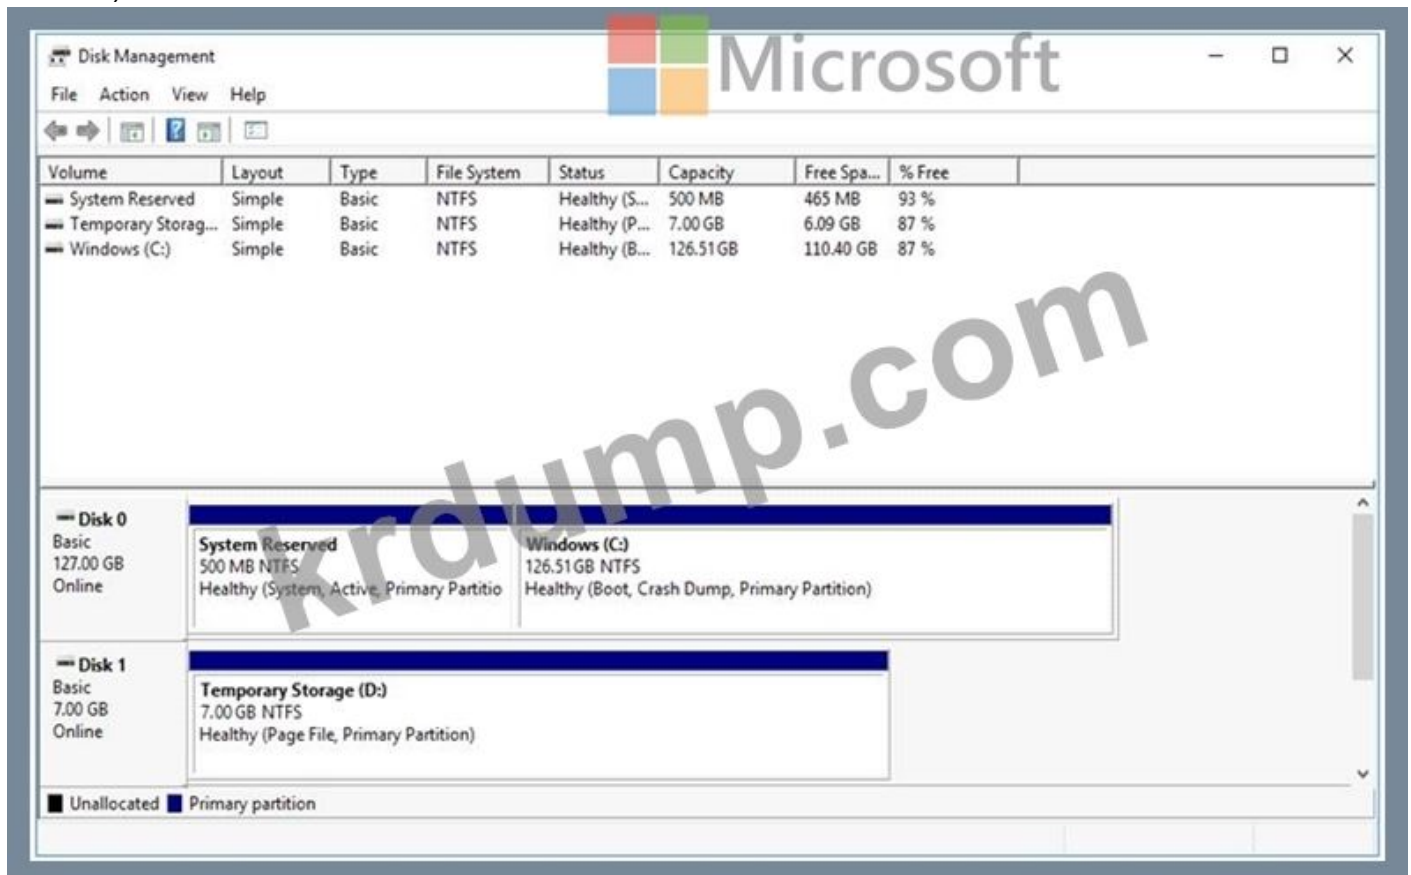 Microsoft
Disk Management
File Action View Help
Volume Layout Type File System Status Capacity Free Spa... % Free
System Reserved Simple Basic NTFS Healthy (S... 500 MB 465 MB 93 %
Temporary Storag... Simple Basic NTFS Healthy (P... 7.00 GB 6.09 GB 87 %
Windows (C:) Simple Basic NTFS Healthy (B... 126.51 GB 110.40 GB 87 %
krdump.com
Disk 0
Basic
127.00 GB
Online
System Reserved
500 MB NTFS
Healthy (System, Active, Primary Partitio
Windows (C:)
126.51 GB NTFS
Healthy (Boot, Crash Dump, Primary Partition)
Disk 1
Basic
7.00 GB
Online
Temporary Storage (D:)
7.00 GB NTFS
Healthy (Page File, Primary Partition)
Unallocated Primary partition